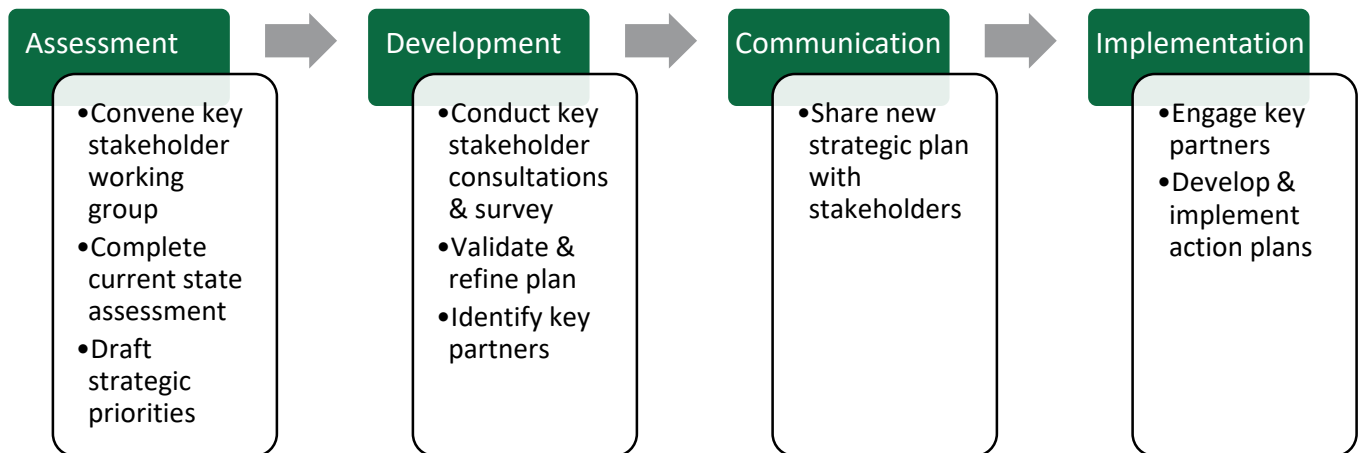 Assessment
•Convene key
stakeholder
working
group
•Complete
current state
assessment
•Draft
strategic
priorities
Development
•Conduct key
stakeholder
consultations
& survey
•Validate &
refine plan
•Identify key
partners
Communication
•Share new
strategic plan
with
stakeholders
Implementation
•Engage key
partners
•Develop &
implement
action plans